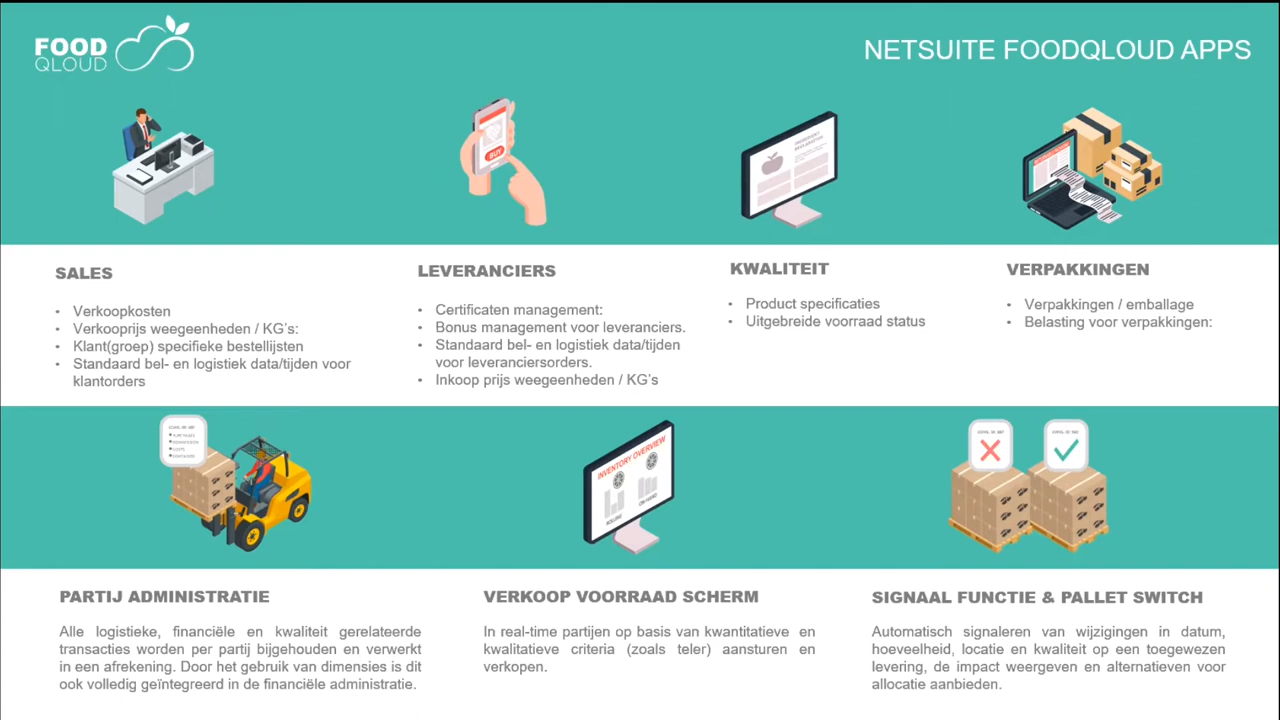 FOOD
QLOUD
NETSUITE FOODQLOUD APPS
BUY
SALES
• Verkoopkosten
• Verkooprijs weegeenheden / KG's:
• Klant(groep) specifieke bestellijsten
• Standaard bel- en logistiek data/tijden voor
klantorders
LEVERANCIERS
• Certificaten management:
• Bonus management voor leveranciers.
• Standaard bel- en logistiek data/tijden
voor leveranciersorders.
• Inkoop prijs weegeenheden / KG's
KWALITEIT
• Product specificaties
• Uitgebreide voorraad status
VERPAKKINGEN
• Verpakkingen / emballage
• Belasting voor verpakkingen:
INVENTORY OVERVIEW
ROLLING
ON HAND
PARTIJ ADMINISTRATIE
Alle logistieke, financiële en kwaliteit gerelateerde
transacties worden per partij bijgehouden en verwerkt
in een afrekening. Door het gebruik van dimensies is dit
ook volledig geïntegreerd in de financiële administratie.
VERKOOP VOORRAAD SCHERM
In real-time partijen op basis van kwantitatieve en
kwalitatieve criteria (zoals teler) aansturen en
verkopen.
SIGNAAL FUNCTIE & PALLET SWITCH
Automatisch signaleren van wijzigingen in datum,
hoeveelheid, locatie en kwaliteit op een toegewezen
levering, de impact weergeven en alternatieven voor
allocatie aanbieden.